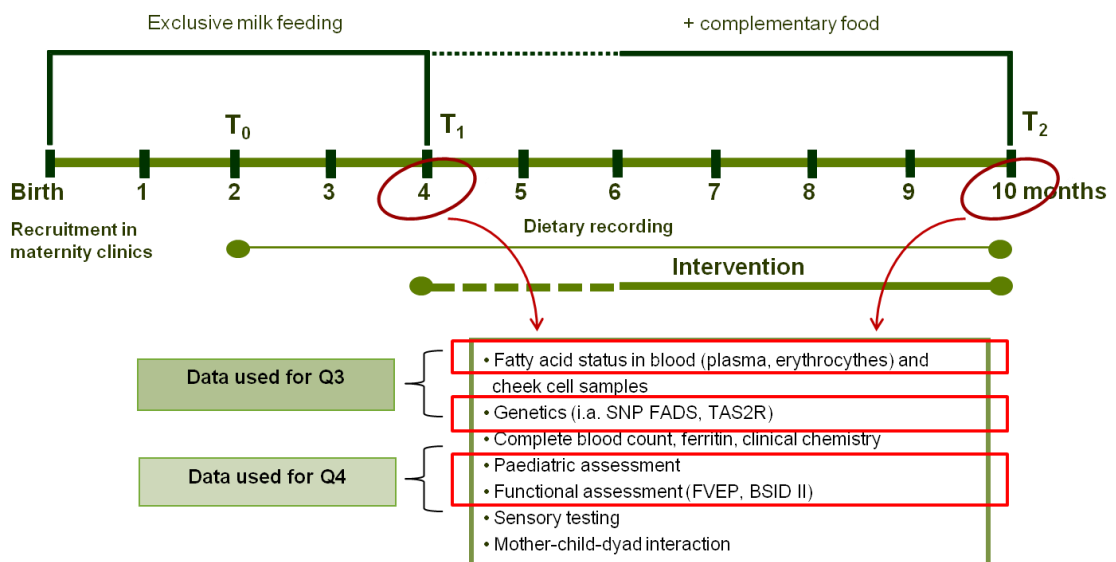 Exclusive milk feeding
+ complementary food
T0
T1
T2
Birth
1
2
3
4
5
6
7
8
9
10 months
Recruitment in
maternity clinics
Dietary recording
Intervention
Data used for Q3
Data used for Q4
• Fatty acid status in blood (plasma, erythrocythes) and
cheek cell samples
• Genetics (i.a. SNP FADS, TAS2R)
• Complete blood count, ferritin, clinical chemistry
• Paediatric assessment
• Functional assessment (FVEP, BSID II)
• Sensory testing
• Mother-child-dyad interaction